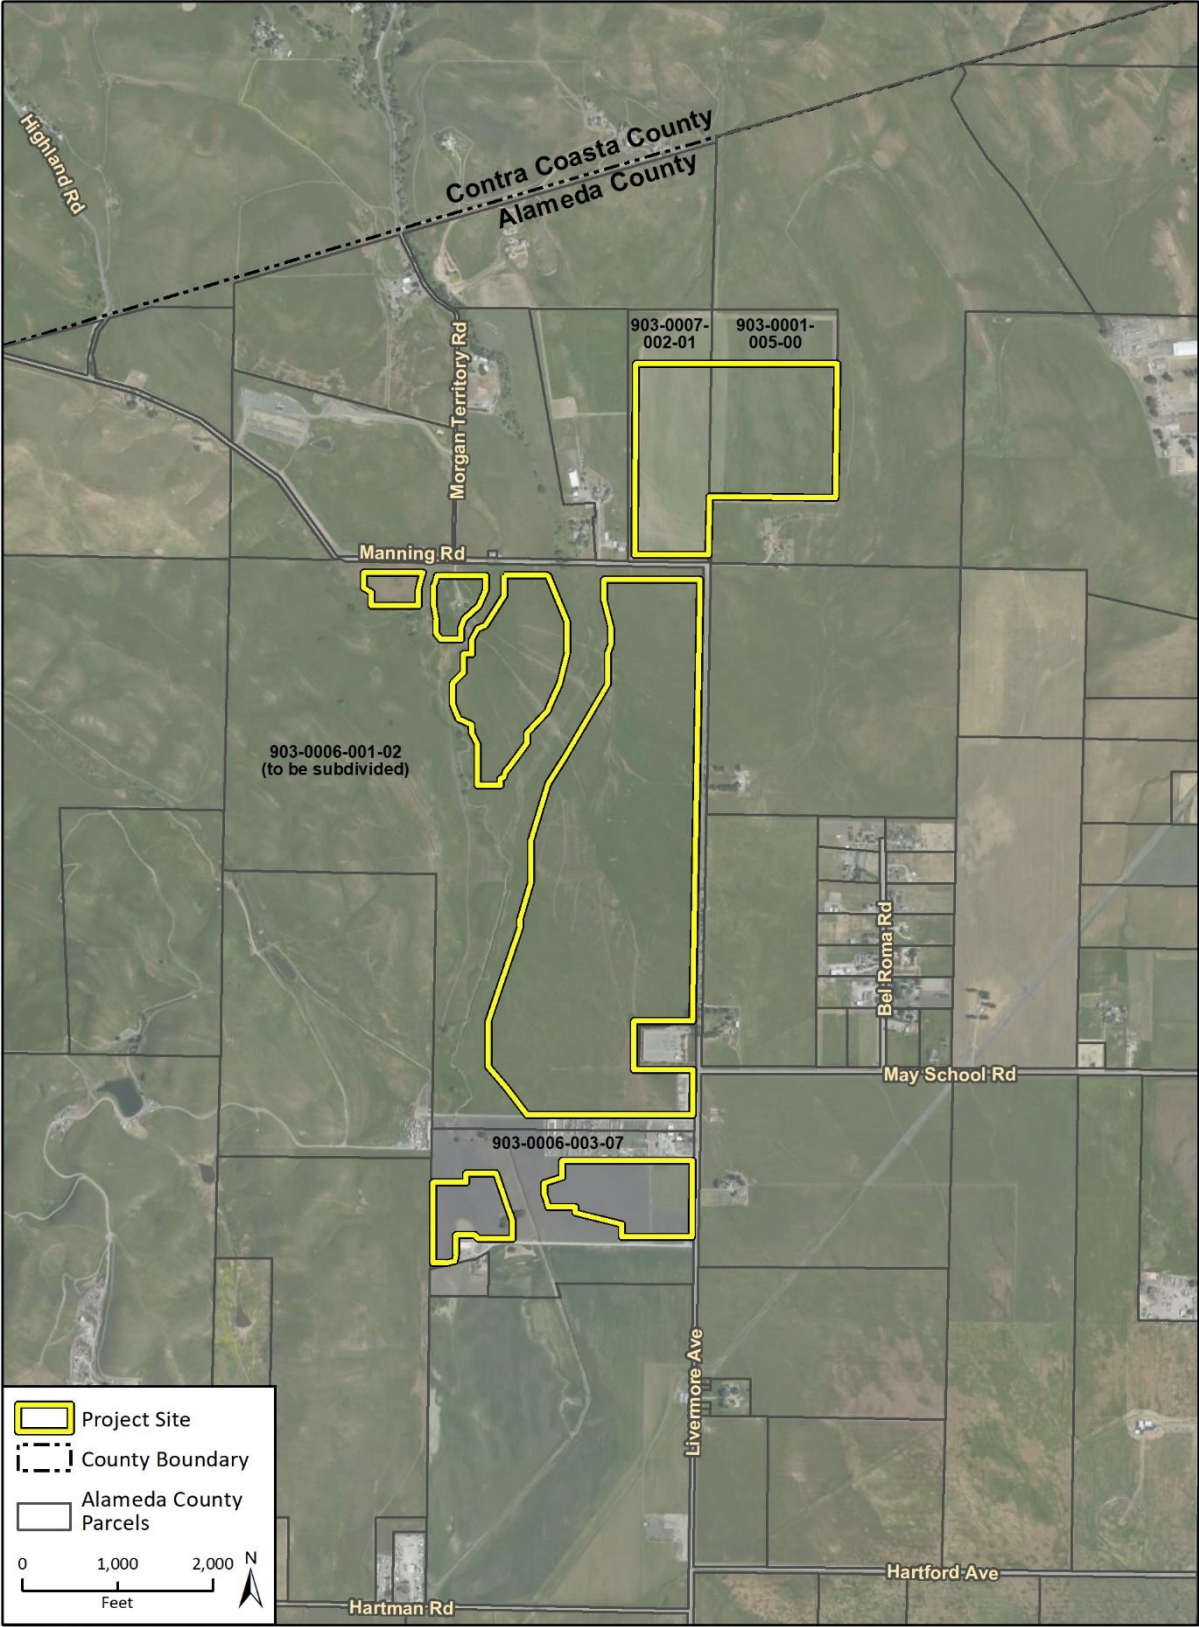 Highland Rd
Contra Coasta County
Alameda County
Morgan Territory Rd
903-0007-
002-01
903-0001-
005-00
Manning Rd
903-0006-001-02
(to be subdivided)
Bel Roma Rd
May School Rd
903-0006-003-07
Livermore Ave
Hartford Ave
Hartman Rd
Project Site
County Boundary
Alameda County
Parcels
0 1,000 2,000
Feet
N